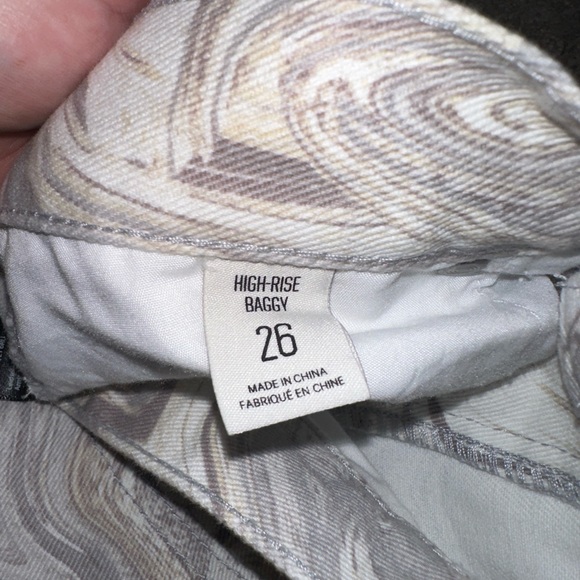 HIGH-RISE
BAGGY
26
MADE IN CHINA
FABRIQUÉ EN CHINE